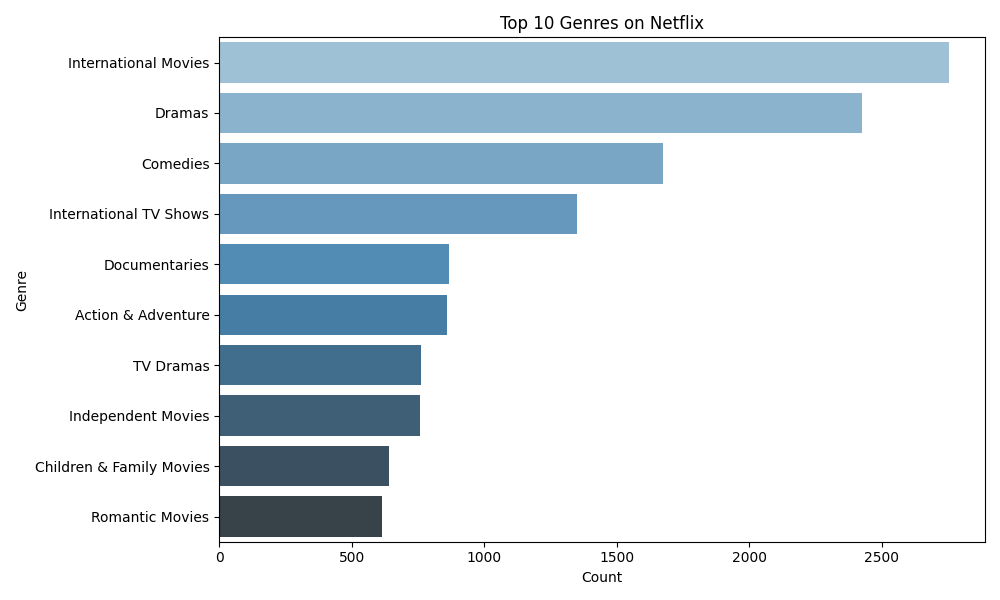 Top 10 Genres on Netflix
Genre
International Movies
Dramas
Comedies
International TV Shows
Documentaries
Action & Adventure
TV Dramas
Independent Movies
Children & Family Movies
Romantic Movies
0 500 1000 1500 2000 2500
Count